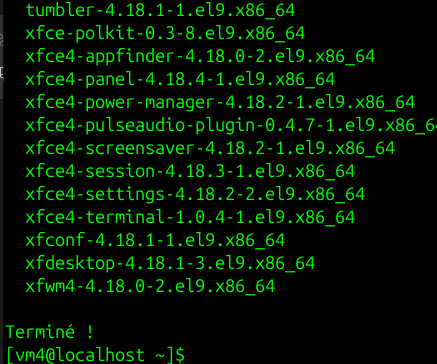 tumbler-4.18.1-1.el9.x86_64
xfce-polkit-0.3-8.el9.x86_64
xfce4-appfinder-4.18.0-2.el9.x86_64
xfce4-panel-4.18.4-1.el9.x86_64
xfce4-power-manager-4.18.2-1.el9.x86_64
xfce4-pulseaudio-plugin-0.4.7-1.el9.x86_64
xfce4-screensaver-4.18.2-1.el9.x86_64
xfce4-session-4.18.3-1.el9.x86_64
xfce4-settings-4.18.2-2.el9.x86_64
xfce4-terminal-1.0.4-1.el9.x86_64
xfconf-4.18.1-1.el9.x86_64
xfdesktop-4.18.1-3.el9.x86_64
xfwm4-4.18.0-2.el9.x86_64
Terminé !
[vm4@localhost ~]$